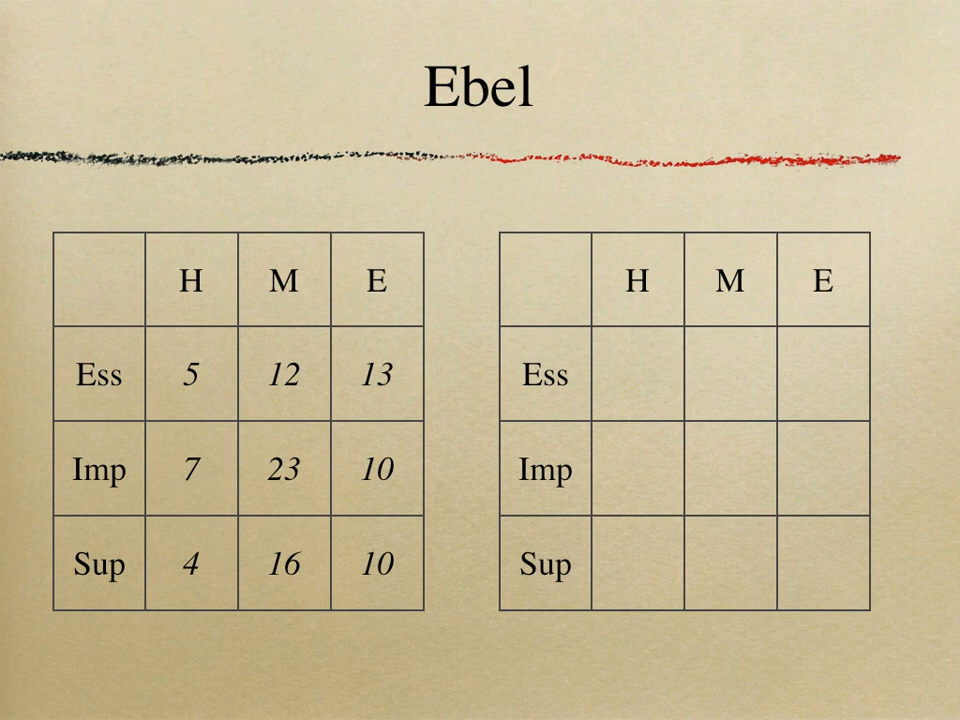 Ebel
H M E
Ess 5 12 13
Imp 7 23 10
Sup 4 16 10
H M E
Ess
Imp
Sup